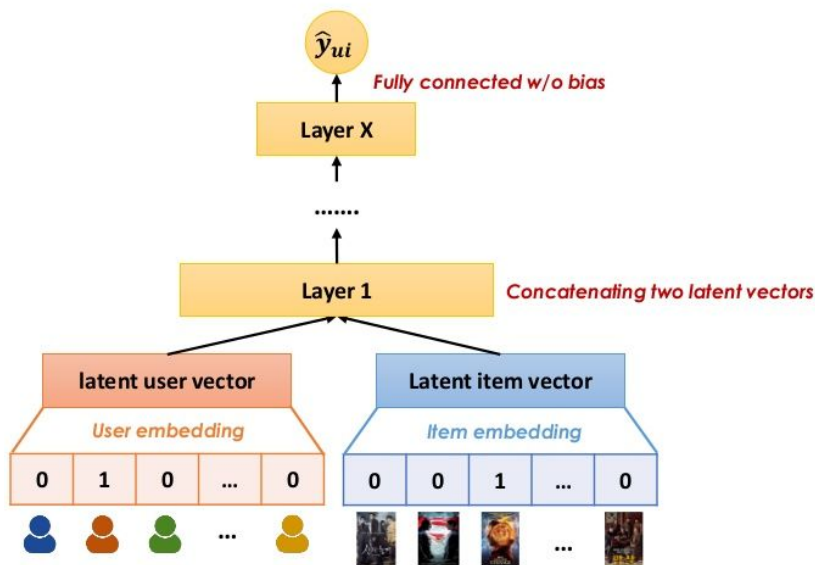 ŷui
Fully connected w/o bias
Layer X
.......
Layer 1
Concatenating two latent vectors
latent user vector
Latent item vector
User embedding
Item embedding
0 1 0 ... 0
0 0 1 ... 0
...
...